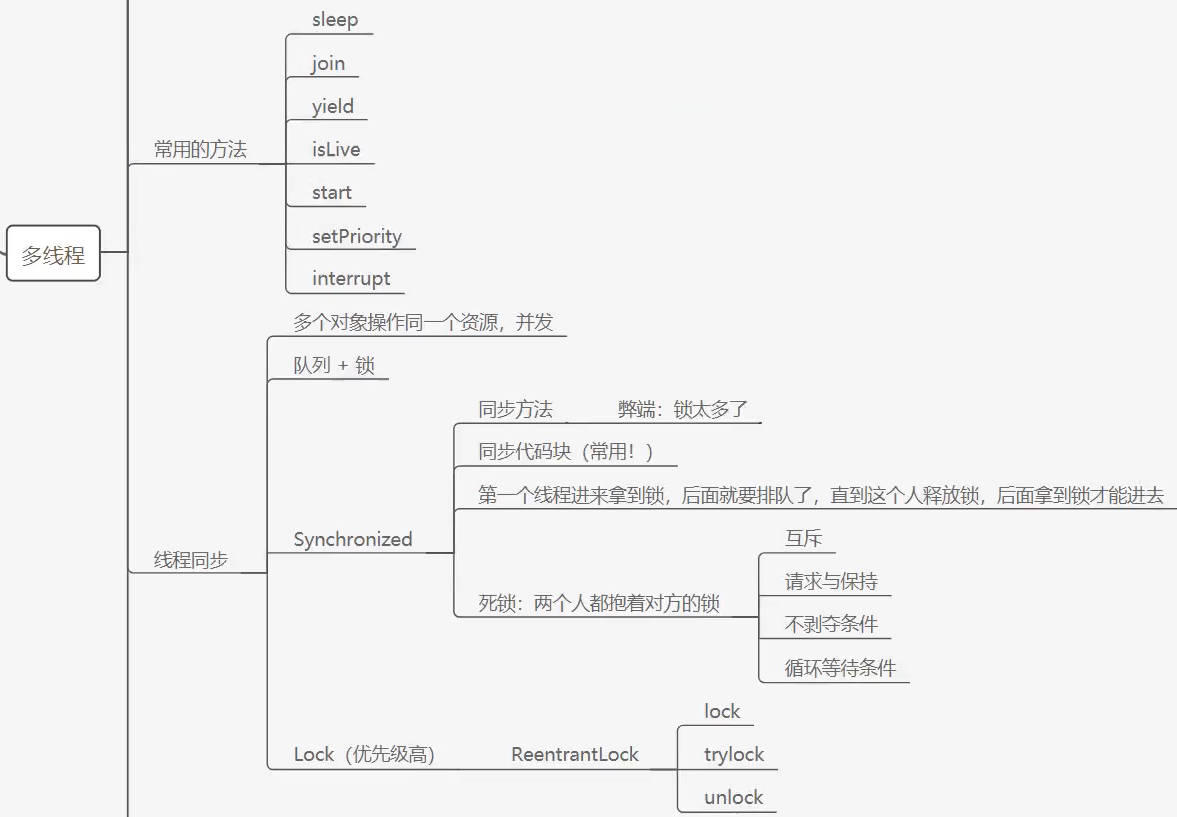 sleep
join
yield
常用的方法
isLive
start
setPriority
interrupt
多线程
多个对象操作同一个资源，并发
队列 + 锁
同步方法
弊端：锁太多了
同步代码块（常用！）
第一个线程进来拿到锁，后面就要排队了，直到这个人释放锁，后面拿到锁才能进去
Synchronized
互斥
请求与保持
死锁：两个人都抱着对方的锁
不剥夺条件
循环等待条件
线程同步
lock
Lock（优先级高）
ReentrantLock
trylock
unlock